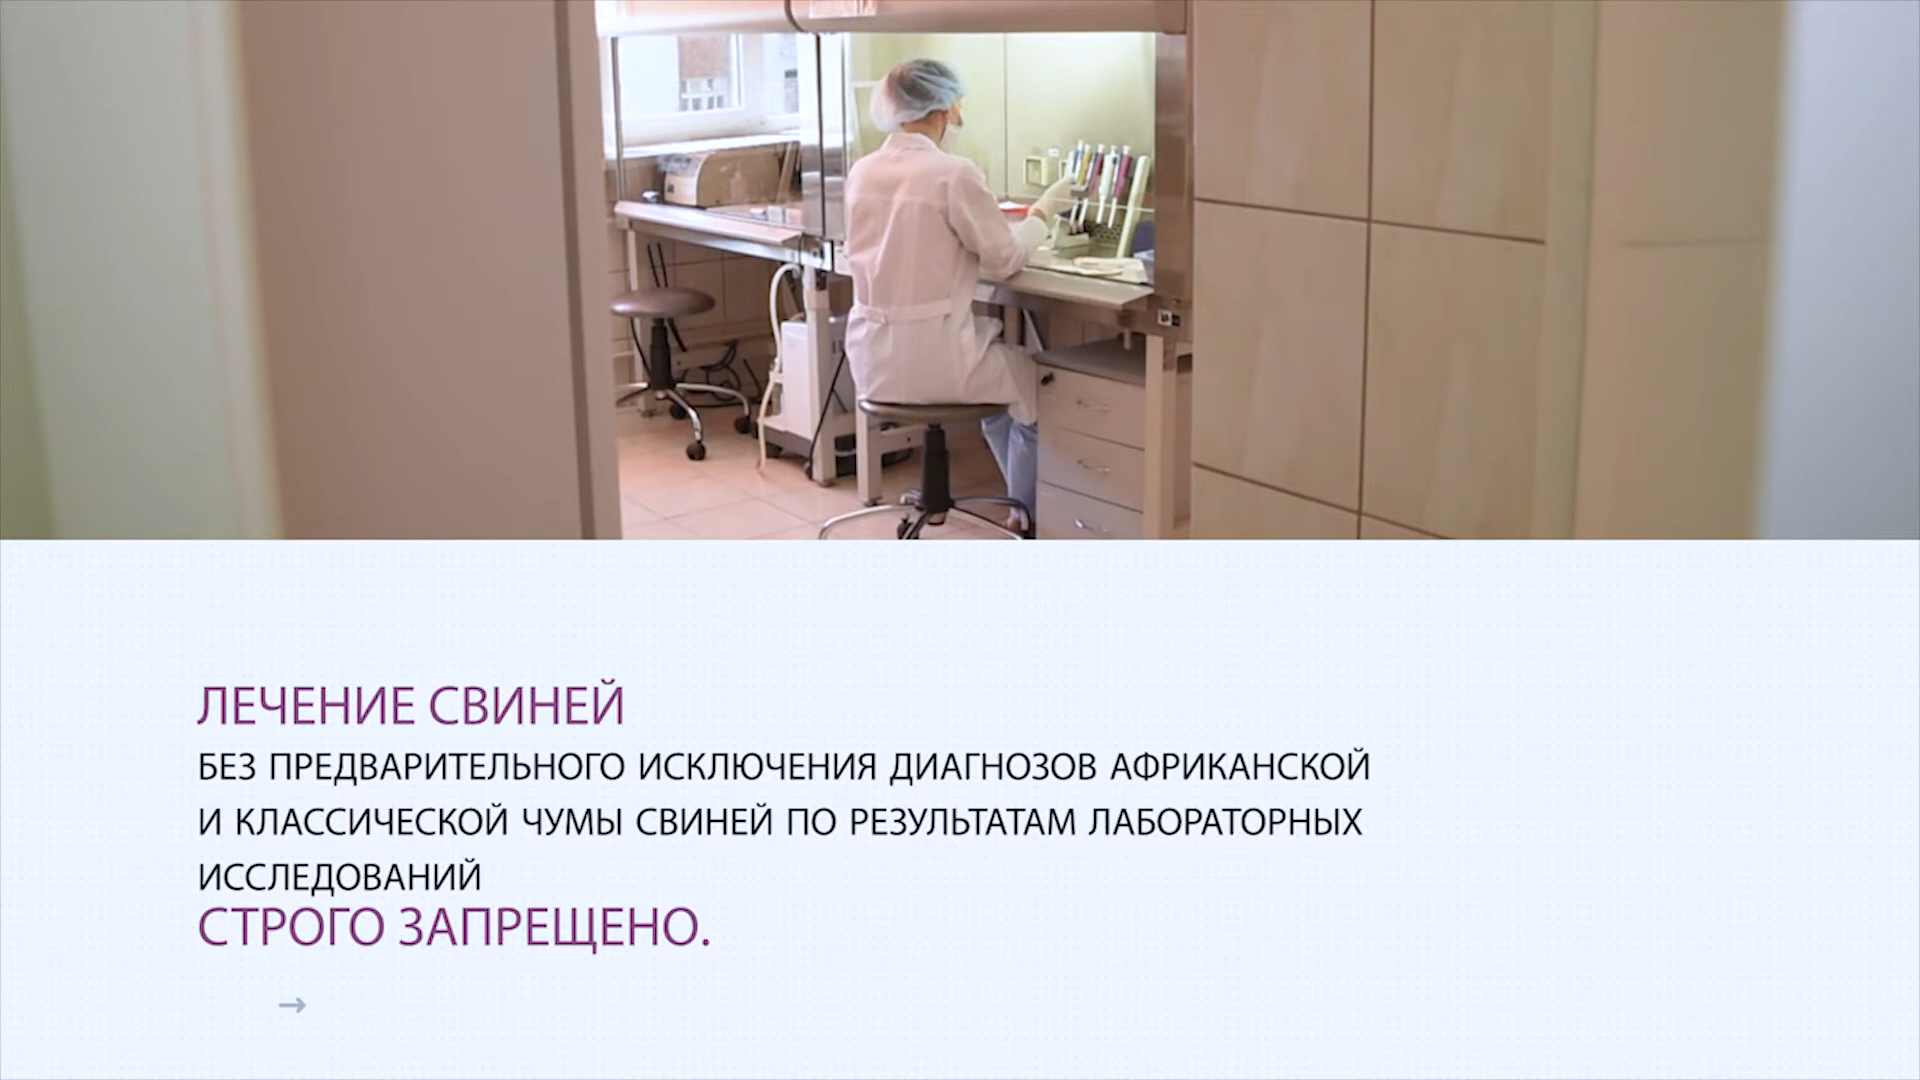 ЛЕЧЕНИЕ СВИНЕЙ
БЕЗ ПРЕДВАРИТЕЛЬНОГО ИСКЛЮЧЕНИЯ ДИАГНОЗОВ АФРИКАНСКОЙ
И КЛАССИЧЕСКОЙ ЧУМЫ СВИНЕЙ ПО РЕЗУЛЬТАТАМ ЛАБОРАТОРНЫХ
ИССЛЕДОВАНИЙ
СТРОГО ЗАПРЕЩЕНО.